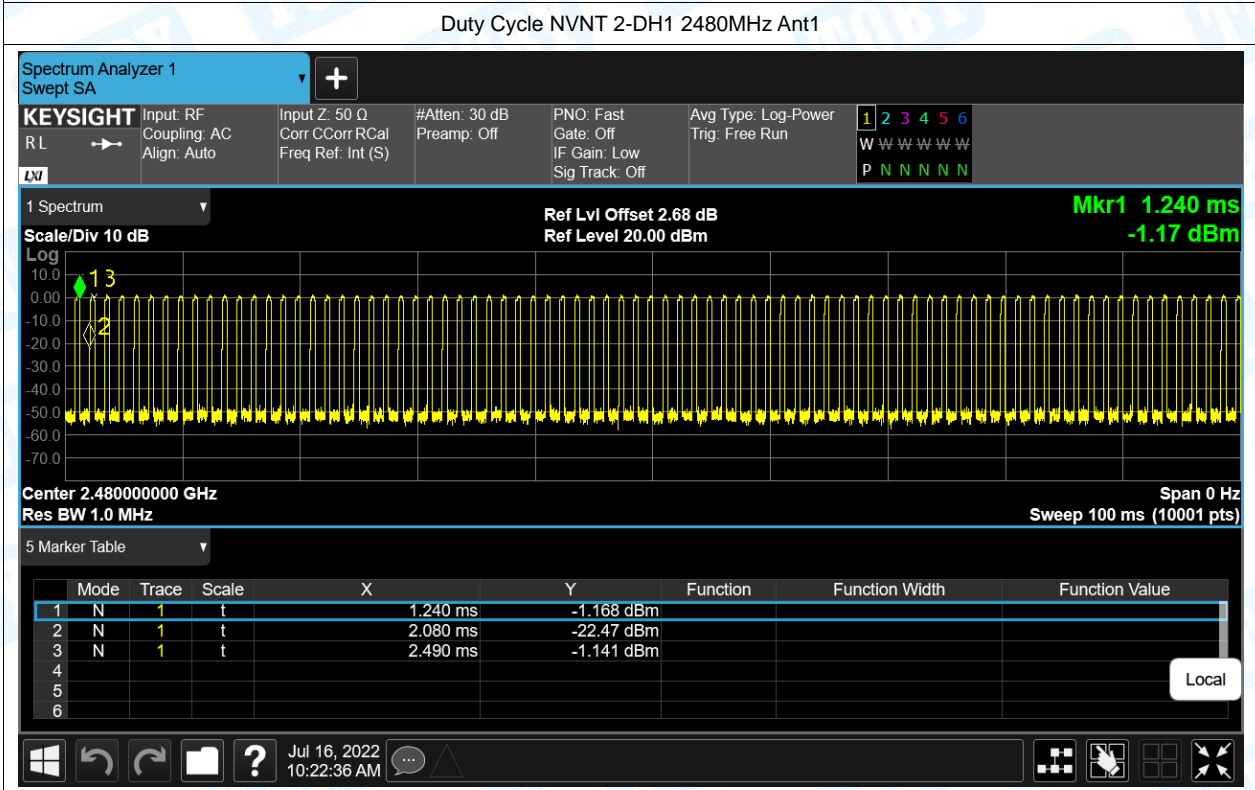 Duty Cycle NVNT 2-DH1 2480MHz Ant1
Spectrum Analyzer 1
Swept SA
+
KEYSIGHT
RL
LXI
Input: RF
Coupling: AC
Align: Auto
Input Z: 50 Ω
Corr CCorr RCal
Freq Ref: Int (S)
#Atten: 30 dB
Preamp: Off
PNO: Fast
Gate: Off
IF Gain: Low
Sig Track: Off
Avg Type: Log-Power
Trig: Free Run
1 2 3 4 5 6
W W W W W W
P N N N N N
1 Spectrum
Scale/Div 10 dB
Ref Lvl Offset 2.68 dB
Ref Level 20.00 dBm
Mkr1 1.240 ms
-1.17 dBm
Log
10.0
0.00
-10.0
-20.0
-30.0
-40.0
-50.0
-60.0
-70.0
1 3
2
Center 2.480000000 GHz
Res BW 1.0 MHz
Span 0 Hz
Sweep 100 ms (10001 pts)
5 Marker Table
Mode Trace Scale X Y Function Function Width Function Value
1 N 1 t 1.240 ms -1.168 dBm
2 N 1 t 2.080 ms -22.47 dBm
3 N 1 t 2.490 ms -1.141 dBm
4
5
6
Local
?
Jul 16, 2022
10:22:36 AM